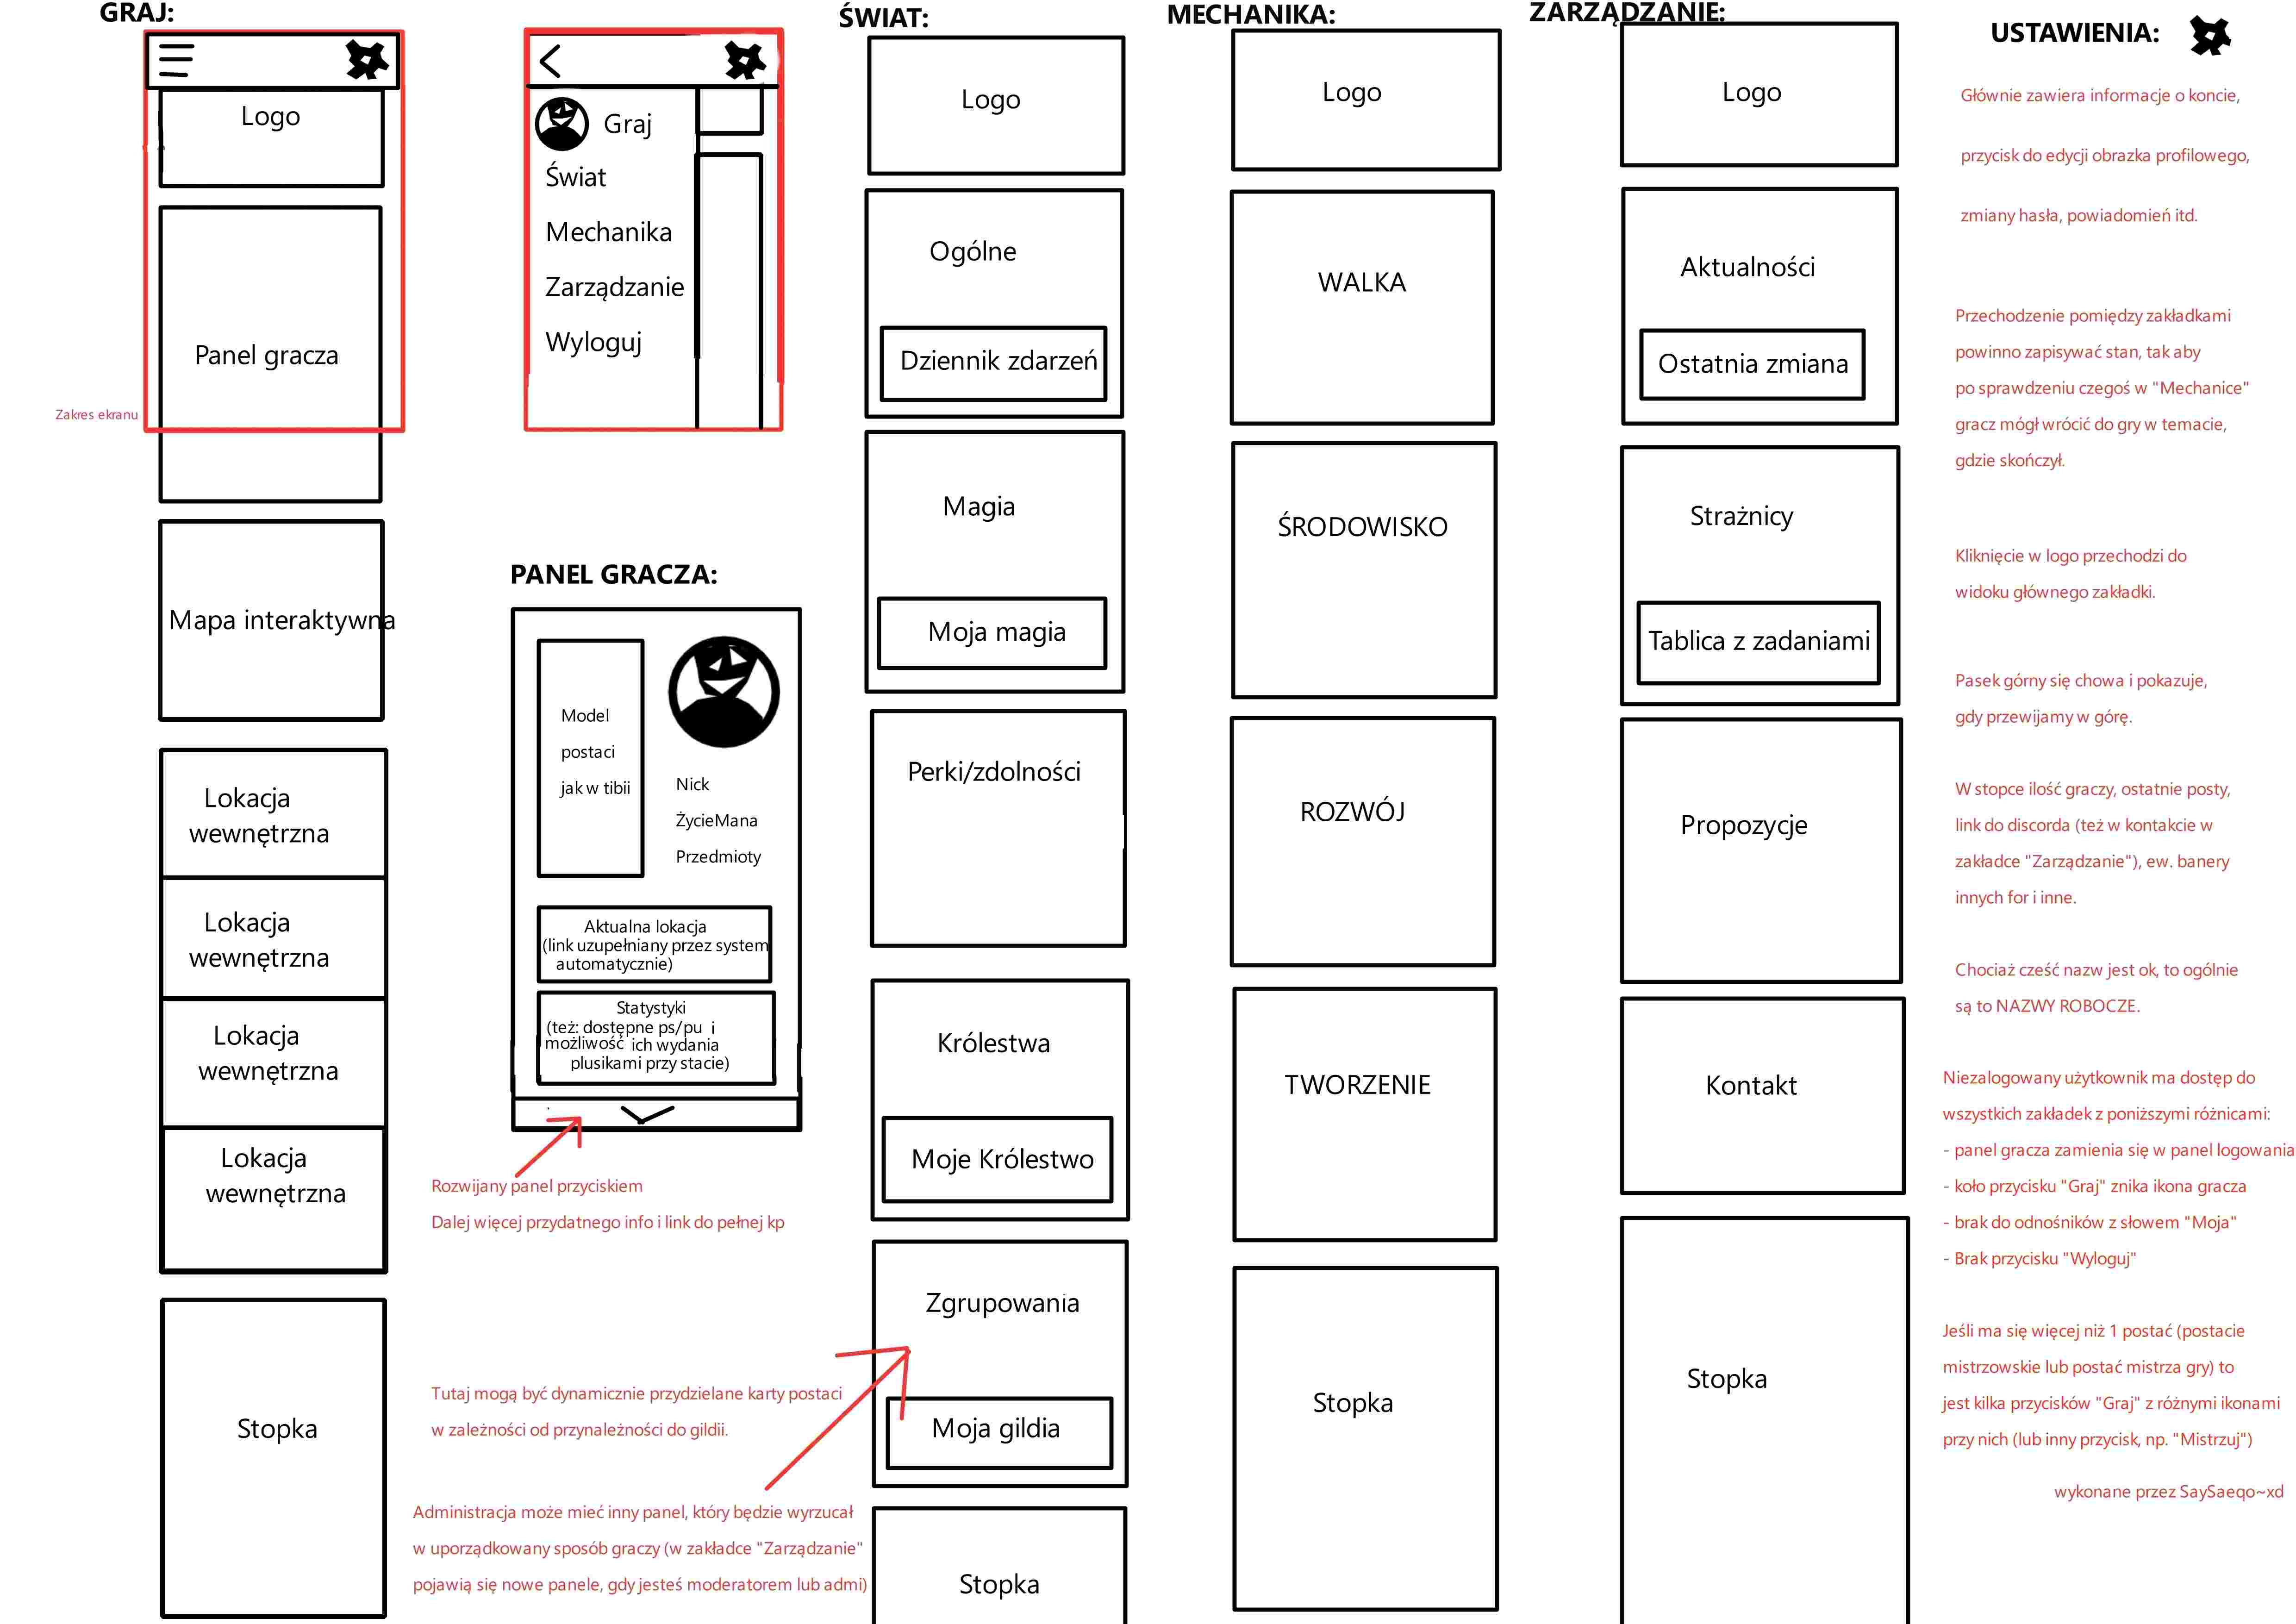 GRAJ:
Logo
Panel gracza
Zakres ekranu
Mapa interaktywna
Lokacja
wewnętrzna
Lokacja
wewnętrzna
Lokacja
wewnętrzna
Lokacja
wewnętrzna
Stopka
Graj
Świat
Mechanika
Zarządzanie
Wyloguj
PANEL GRACZA:
Model
postaci
jak w tibii
Nick
ŻycieMana
Przedmioty
Aktualna lokacja
(link uzupełniany przez system
automatycznie)
Statystyki
(też: dostępne ps/pu i
możliwość ich wydania
plusikami przy stacie)
Rozwijany panel przyciskiem
Dalej więcej przydatnego info i link do pełnej kp
Tutaj mogą być dynamicznie przydzielane karty postaci
w zależności od przynależności do gildii.
Administracja może mieć inny panel, który będzie wyrzucał
w uporządkowany sposób graczy (w zakładce "Zarządzanie"
pojawią się nowe panele, gdy jesteś moderatorem lub admi)
ŚWIAT:
Logo
Ogólne
Dziennik zdarzeń
Magia
Moja magia
Perki/zdolności
Królestwa
Moje Królestwo
Zgrupowania
Moja gildia
Stopka
MECHANIKA:
Logo
WALKA
ŚRODOWISKO
ROZWÓJ
TWORZENIE
Stopka
ZARZĄDZANIE:
Logo
Aktualności
Ostatnia zmiana
Strażnicy
Tablica z zadaniami
Propozycje
Kontakt
Stopka
USTAWIENIA:
Głównie zawiera informacje o koncie,
przycisk do edycji obrazka profilowego,
zmiany hasła, powiadomień itd.
Przechodzenie pomiędzy zakładkami
powinno zapisywać stan, tak aby
po sprawdzeniu czegoś w "Mechanice"
gracz mógł wrócić do gry w temacie,
gdzie skończył.
Kliknięcie w logo przechodzi do
widoku głównego zakładki.
Pasek górny się chowa i pokazuje,
gdy przewijamy w górę.
W stopce ilość graczy, ostatnie posty,
link do discorda (też w kontakcie w
zakładce "Zarządzanie"), ew. banery
innych for i inne.
Chociaż cześć nazw jest ok, to ogólnie
są to NAZWY ROBOCZE.
Niezalogowany użytkownik ma dostęp do
wszystkich zakładek z poniższymi różnicami:
- panel gracza zamienia się w panel logowania
- koło przycisku "Graj" znika ikona gracza
- brak do odnośników z słowem "Moja"
- Brak przycisku "Wyloguj"
Jeśli ma się więcej niż 1 postać (postacie
mistrzowskie lub postać mistrza gry) to
jest kilka przycisków "Graj" z różnymi ikonami
przy nich (lub inny przycisk, np. "Mistrzuj")
wykonane przez SaySaeqo~xd